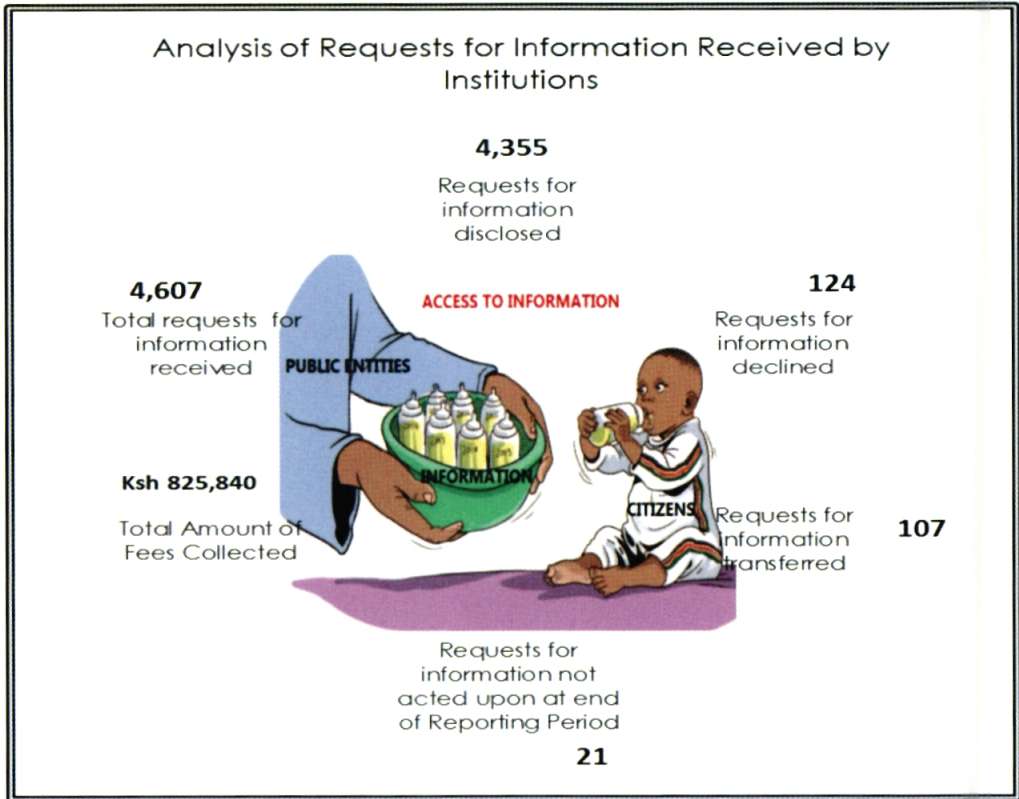 Analysis of Requests for Information Received by
Institutions
4,355
Requests for
information
disclosed
4,607
Total requests for
information
received
ACCESS TO INFORMATION
124
Requests for
information
declined
PUBLIC ENTITIES
INFORMATION
CITIZENS
Ksh 825,840
Total Amount of
Fees Collected
Requests for
information
transferred
107
Requests for
information not
acted upon at end
of Reporting Period
21